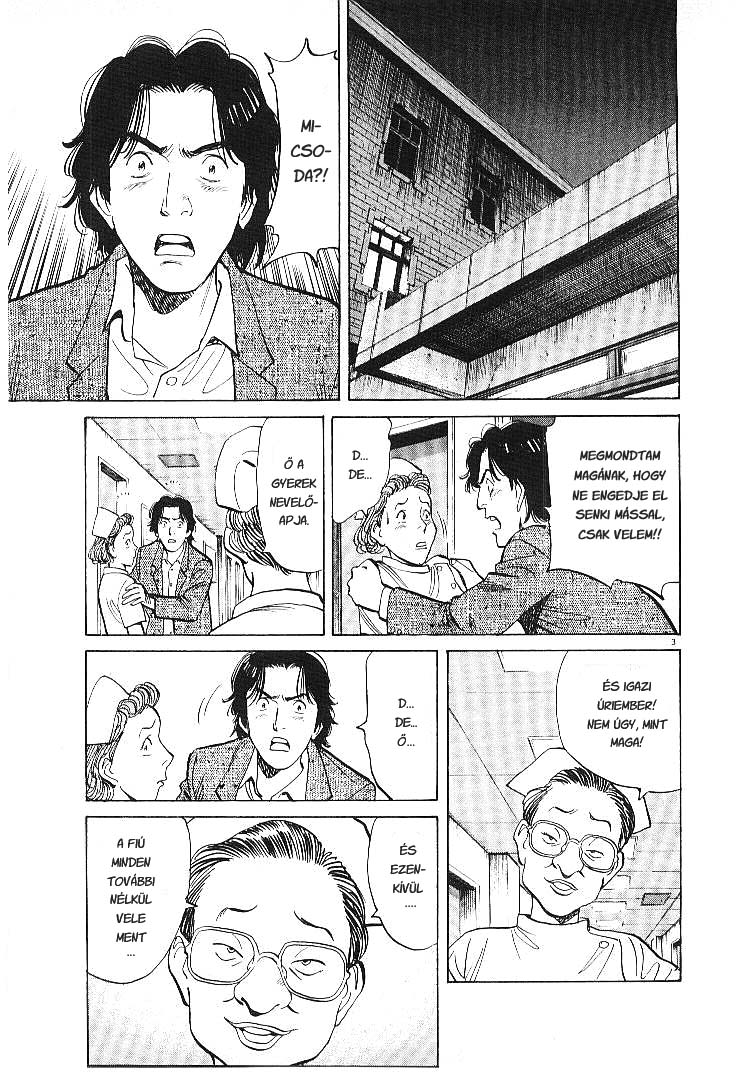 MI-
CSO-
DA?!
MEGMONDTAM
MAGÁNAK, HOGY
NE ENGEDJE EL
SENKI MÁSSAL,
CSAK VELEM!!
D...
DE...
Ő A
GYEREK
NEVELŐ-
APJA.
3
ÉS IGAZI
ÚRIEMBER!
NEM ÚGY, MINT
MAGA!
D...
DE...
Ő...
ÉS
EZEN-
KÍVÜL
....
A FIÚ
MINDEN
TOVÁBBI
NÉLKÜL
VELE
MENT
...